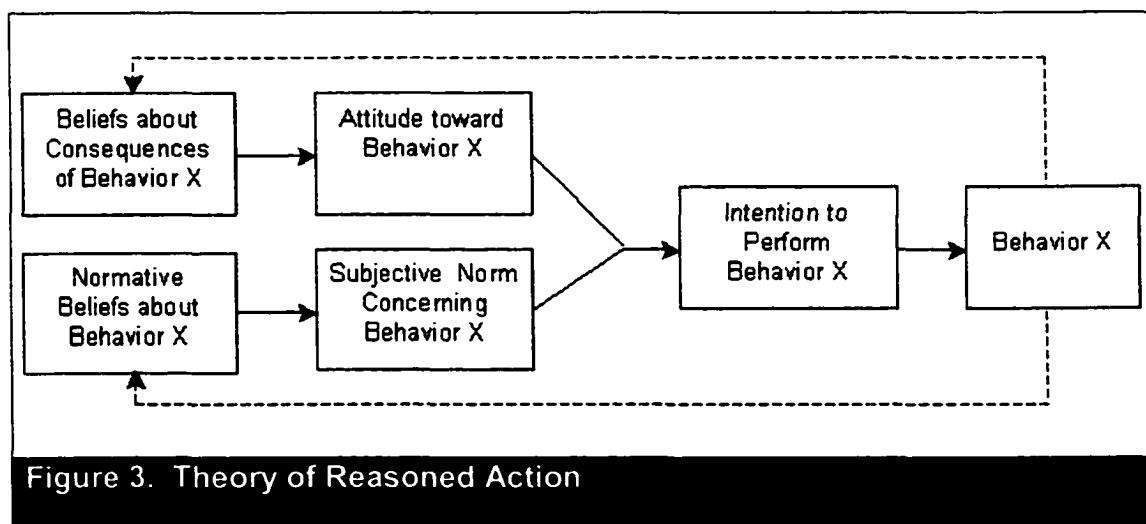 Beliefs about
Consequences
of Behavior X
Attitude toward
Behavior X
Normative
Beliefs about
Behavior X
Subjective Norm
Concerning
Behavior X
Intention to
Perform
Behavior X
Behavior X
Figure 3. Theory of Reasoned Action